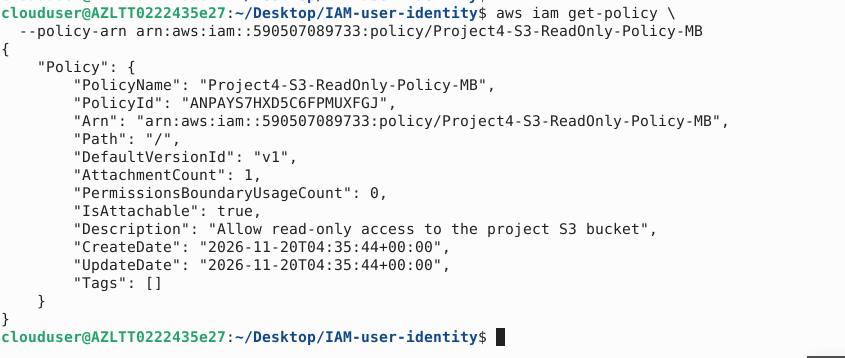 clouduser@AZLTT0222435e27:~/Desktop/IAM-user-identity$ aws iam get-policy \
  --policy-arn arn:aws:iam::590507089733:policy/Project4-S3-ReadOnly-Policy-MB
{
    "Policy": {
        "PolicyName": "Project4-S3-ReadOnly-Policy-MB",
        "PolicyId": "ANPAYS7HXD5C6FPMUXFGJ",
        "Arn": "arn:aws:iam::590507089733:policy/Project4-S3-ReadOnly-Policy-MB",
        "Path": "/",
        "DefaultVersionId": "v1",
        "AttachmentCount": 1,
        "PermissionsBoundaryUsageCount": 0,
        "IsAttachable": true,
        "Description": "Allow read-only access to the project S3 bucket",
        "CreateDate": "2026-11-20T04:35:44+00:00",
        "UpdateDate": "2026-11-20T04:35:44+00:00",
        "Tags": []
    }
}
clouduser@AZLTT0222435e27:~/Desktop/IAM-user-identity$